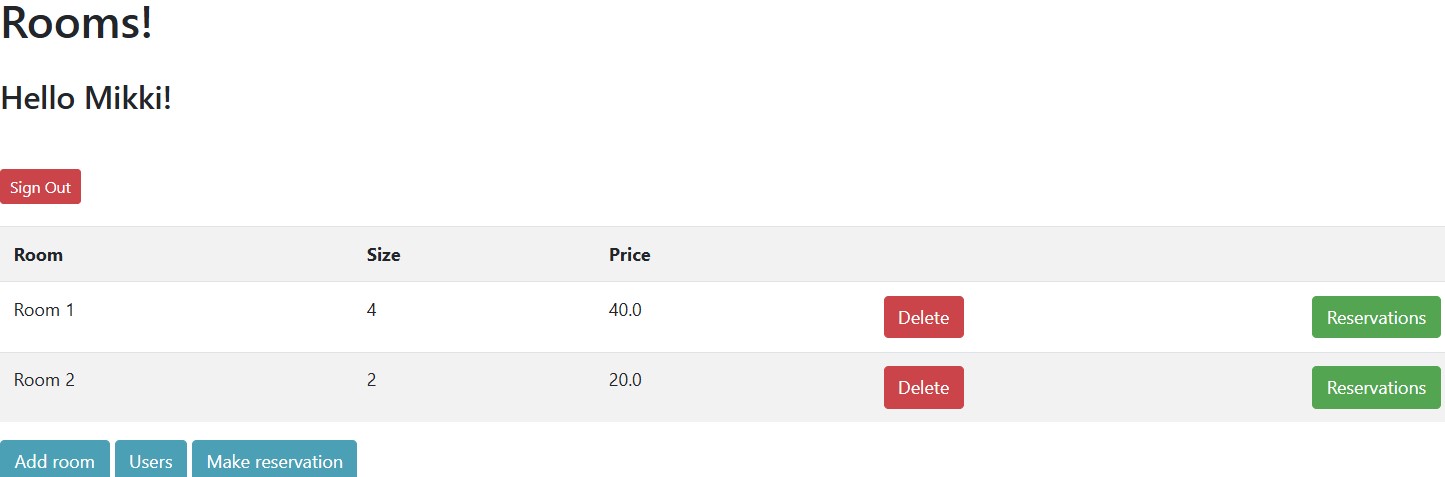 Rooms!
Hello Mikki!
Sign Out
Room Size Price
Room 1 4 40.0 Delete Reservations
Room 2 2 20.0 Delete Reservations
Add room Users Make reservation